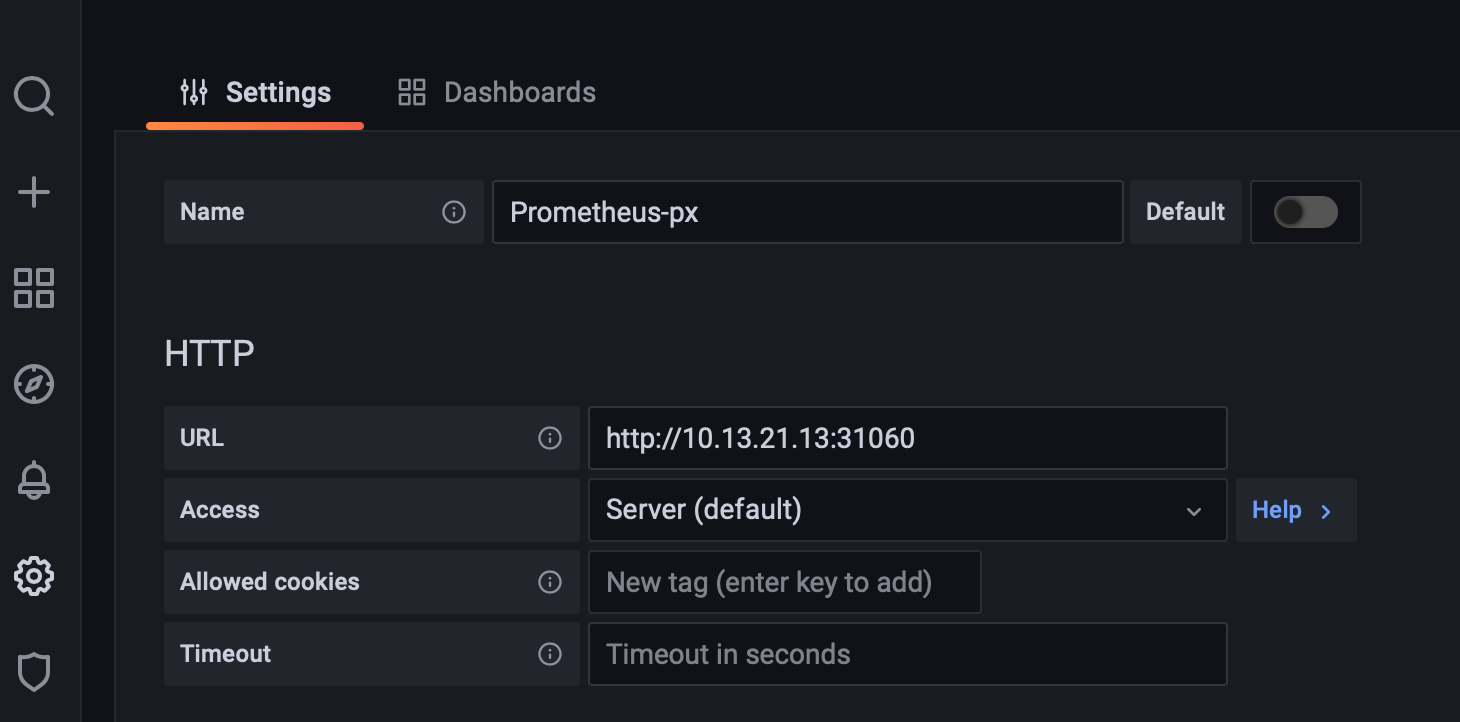 Settings Dashboards
Name Prometheus-px Default
HTTP
URL http://10.13.21.13:31060
Access Server (default) Help
Allowed cookies New tag (enter key to add)
Timeout Timeout in seconds